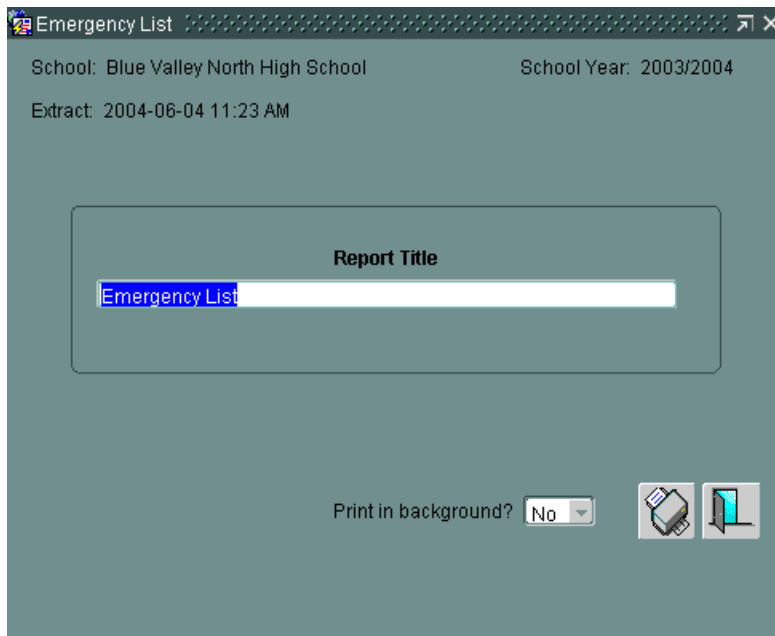 Emergency List
School: Blue Valley North High School School Year: 2003/2004
Extract: 2004-06-04 11:23 AM
Report Title
Emergency List
Print in background? No